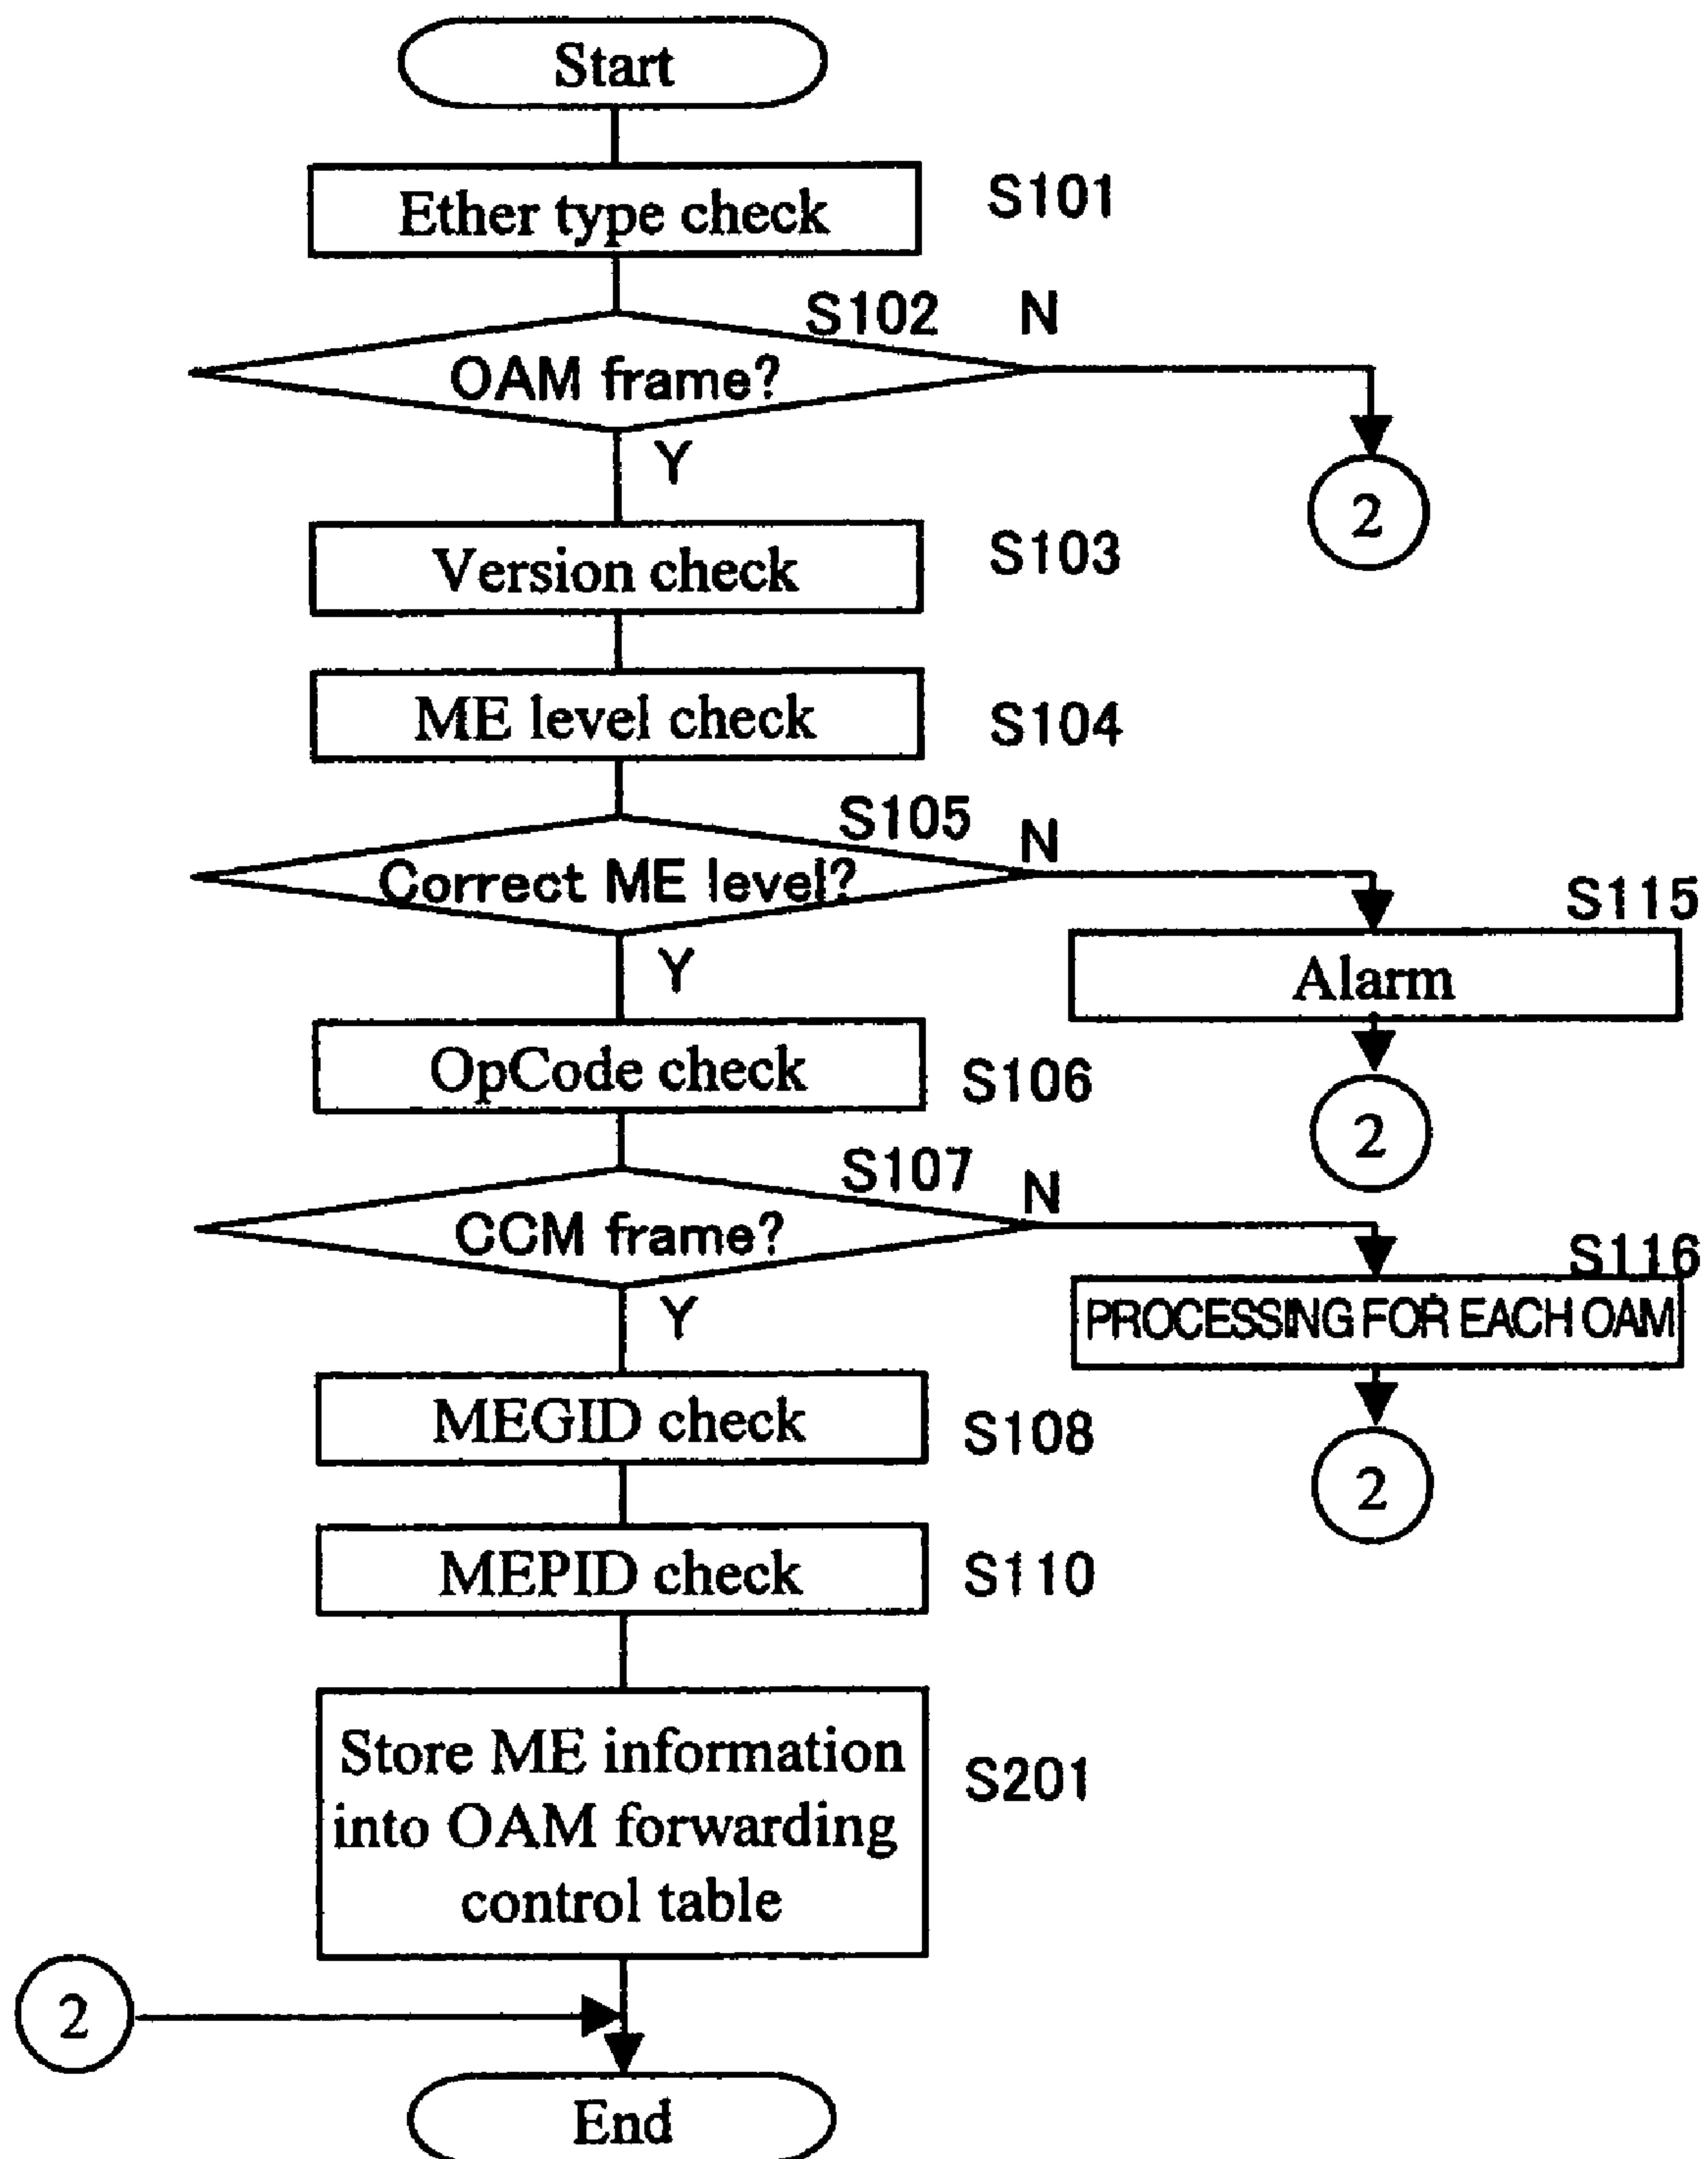 Start
Ether type check
S101
S102
N
OAM frame?
Y
2
Version check
S103
ME level check
S104
S105
N
Correct ME level?
S115
Y
Alarm
OpCode check
S106
2
S107
N
CCM frame?
S116
Y
PROCESSING FOR EACH OAM
MEGID check
S108
2
MEPID check
S110
Store ME information
into OAM forwarding
control table
S201
2
End